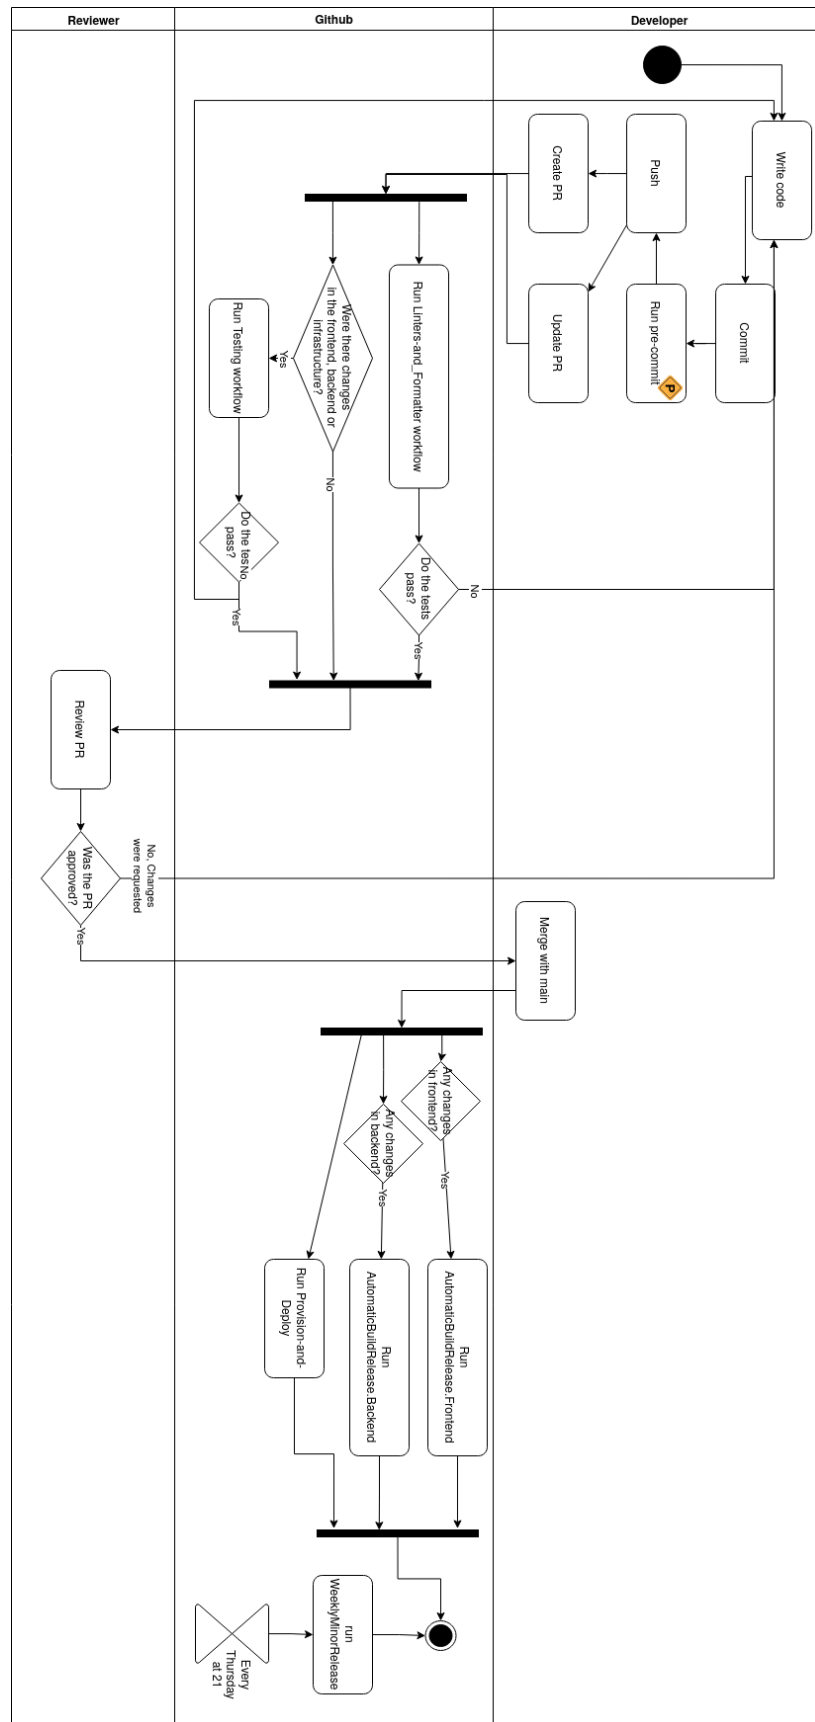 Reviewer
Github
Developer
Write code
Push
Create PR
Commit
Run pre-commit
P
Update PR
Run Linters-and_Formatter workflow
Were there changes
in the frontend, backend or
infrastructure?
Yes
No
Run Testing workflow
Do the tests
pass?
No
Yes
Do the tes
pass?
No
Yes
Review PR
Was the PR
approved?
No, Changes
were requested
Yes
Merge with main
Any changes
in frontend?
Yes
Any changes
in backend?
Yes
Run
AutomaticBuildRelease.Frontend
Run
AutomaticBuildRelease.Backend
Run Provision-and-
Deploy
run
WeeklyMinorRelease
Every
Thursday
at 21